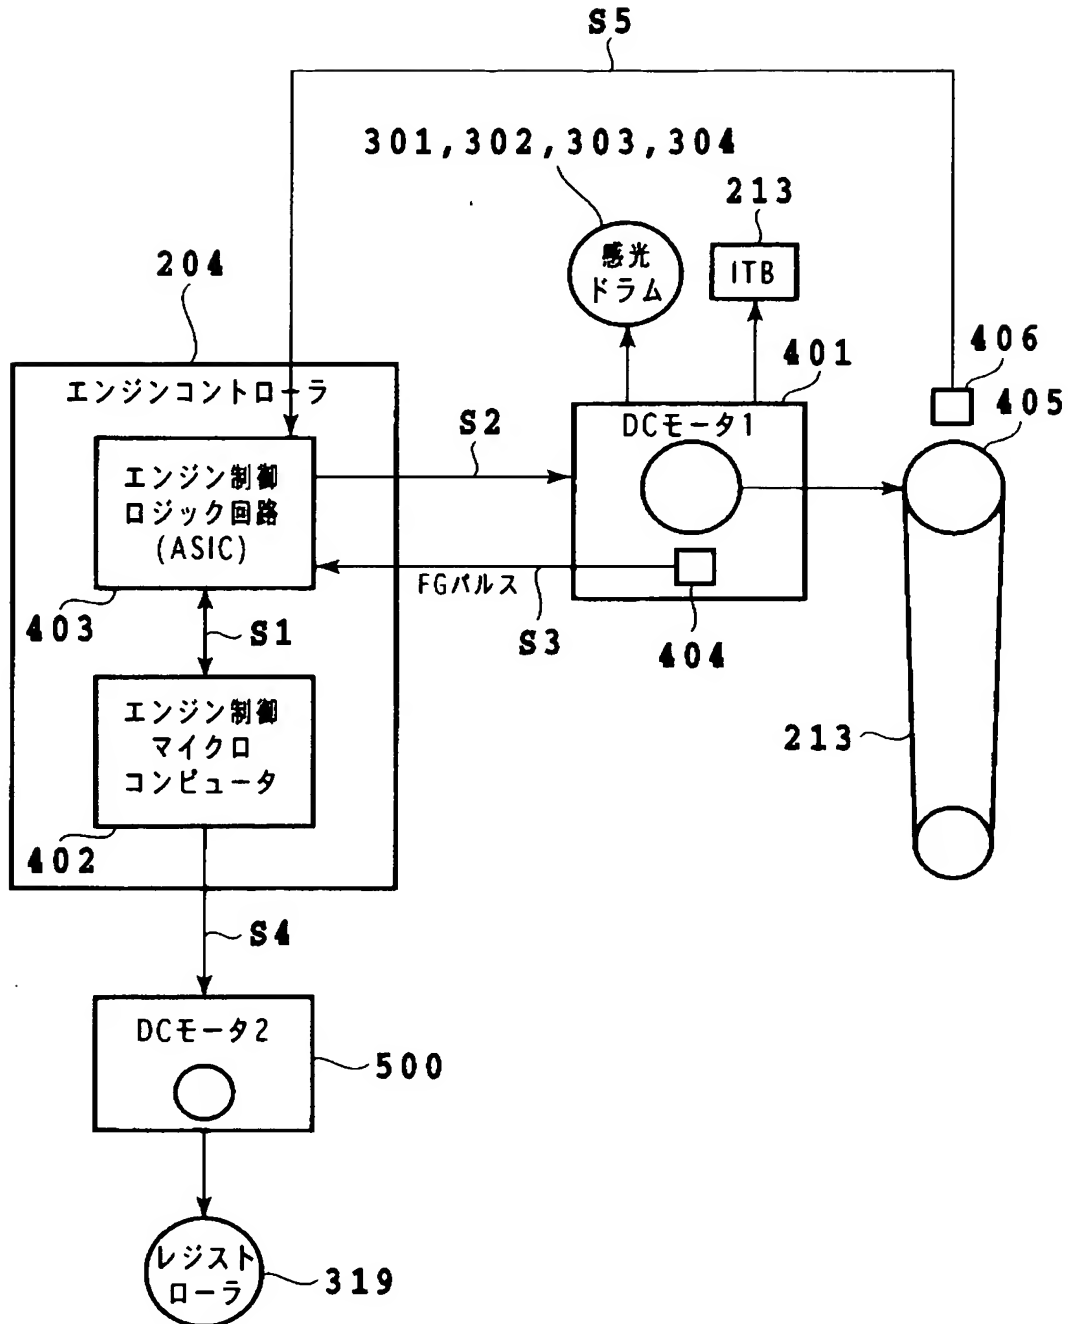 S5
301,302,303,304
213
204
感光
ドラム
ITB
406
401
405
エンジンコントローラ
DCモータ1
S2
エンジン制御
ロジック回路
(ASIC)
FGパルス
403
S1
S3
404
エンジン制御
マイクロ
コンピュータ
213
402
S4
DCモータ2
500
レジスト
ローラ
319